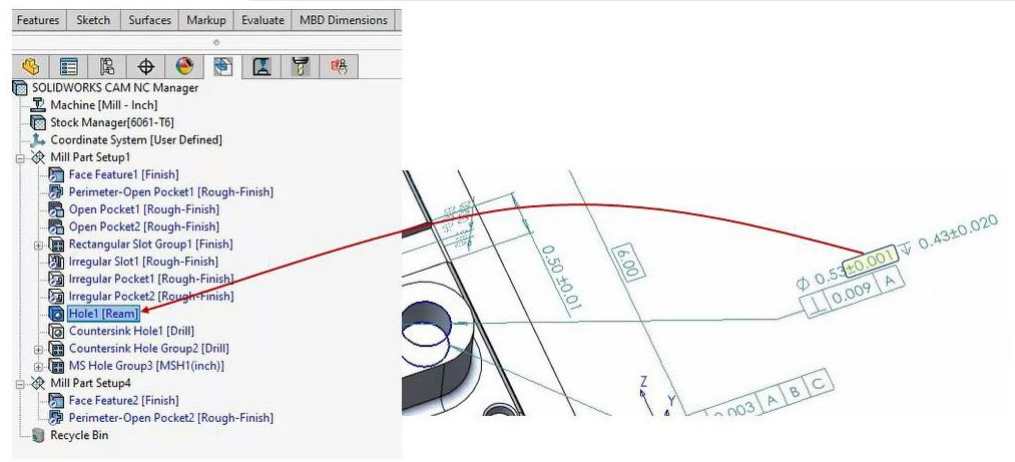 Features Sketch Surfaces Markup Evaluate MBD Dimensions
SOLIDWORKS CAM NC Manager
Machine [Mill - Inch]
Stock Manager[6061-T6]
Coordinate System [User Defined]
Mill Part Setup1
Face Feature1 [Finish]
Perimeter-Open Pocket1 [Rough-Finish]
Open Pocket1 [Rough-Finish]
Open Pocket2 [Rough-Finish]
Rectangular Slot Group1 [Finish]
Irregular Slot1 [Rough-Finish]
Irregular Pocket1 [Rough-Finish]
Irregular Pocket2 [Rough-Finish]
Hole1 [Ream]
Countersink Hole1 [Drill]
Countersink Hole Group2 [Drill]
MS Hole Group3 [MSH1(inch)]
Mill Part Setup4
Face Feature2 [Finish]
Perimeter-Open Pocket2 [Rough-Finish]
Recycle Bin
0.50±0.01
6.00
⌀ 0.53±0.001 ↧ 0.43±0.020
⟂ 0.009 A
Z
Y
0.003 A B C